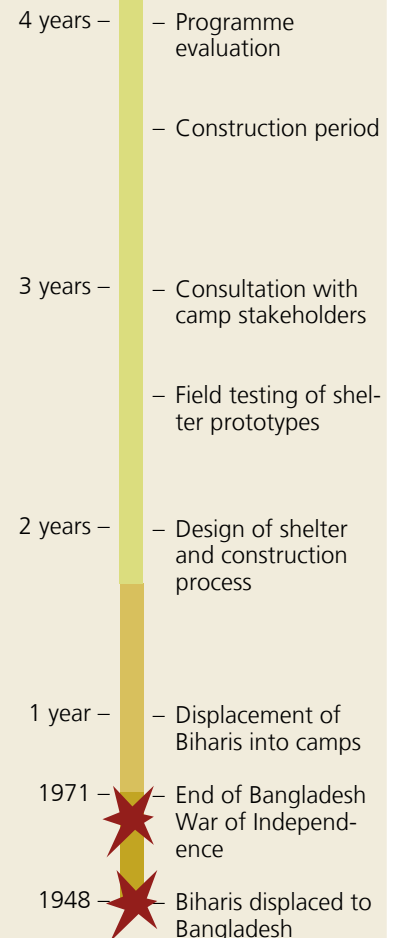 4 years – – Programme
evaluation
– Construction period
3 years – – Consultation with
camp stakeholders
– Field testing of shel-
ter prototypes
2 years – – Design of shelter
and construction
process
1 year – – Displacement of
Biharis into camps
1971 – – End of Bangladesh
War of Independ-
ence
1948 – – Biharis displaced to
Bangladesh